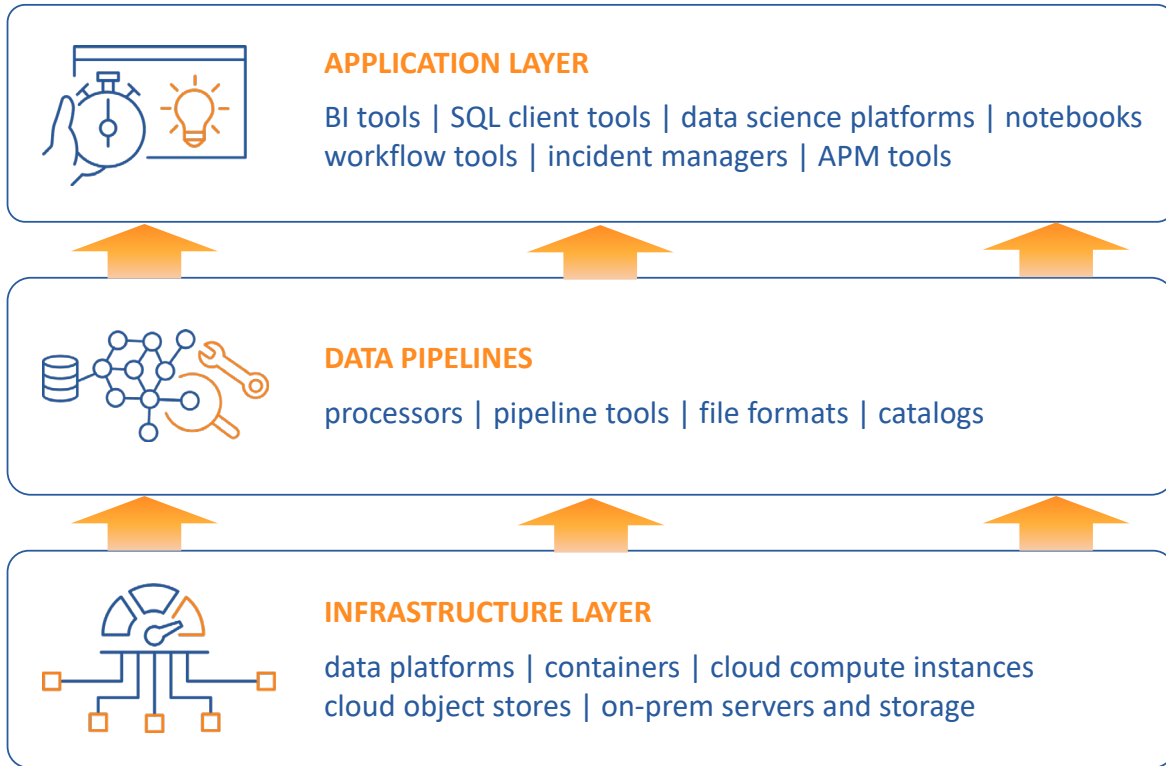 APPLICATION LAYER
BI tools | SQL client tools | data science platforms | notebooks
workflow tools | incident managers | APM tools
DATA PIPELINES
processors | pipeline tools | file formats | catalogs
INFRASTRUCTURE LAYER
data platforms | containers | cloud compute instances
cloud object stores | on-prem servers and storage